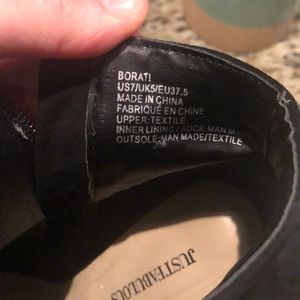 BORATI
US7/UK5/EU37.5
MADE IN CHINA
FABRIQUE EN CHINE
UPPER:TEXTILE
INNER LINING/SOCK:MAN M
OUTSOLE:MAN MADE/TEXTILE
JUSTFABULOUS